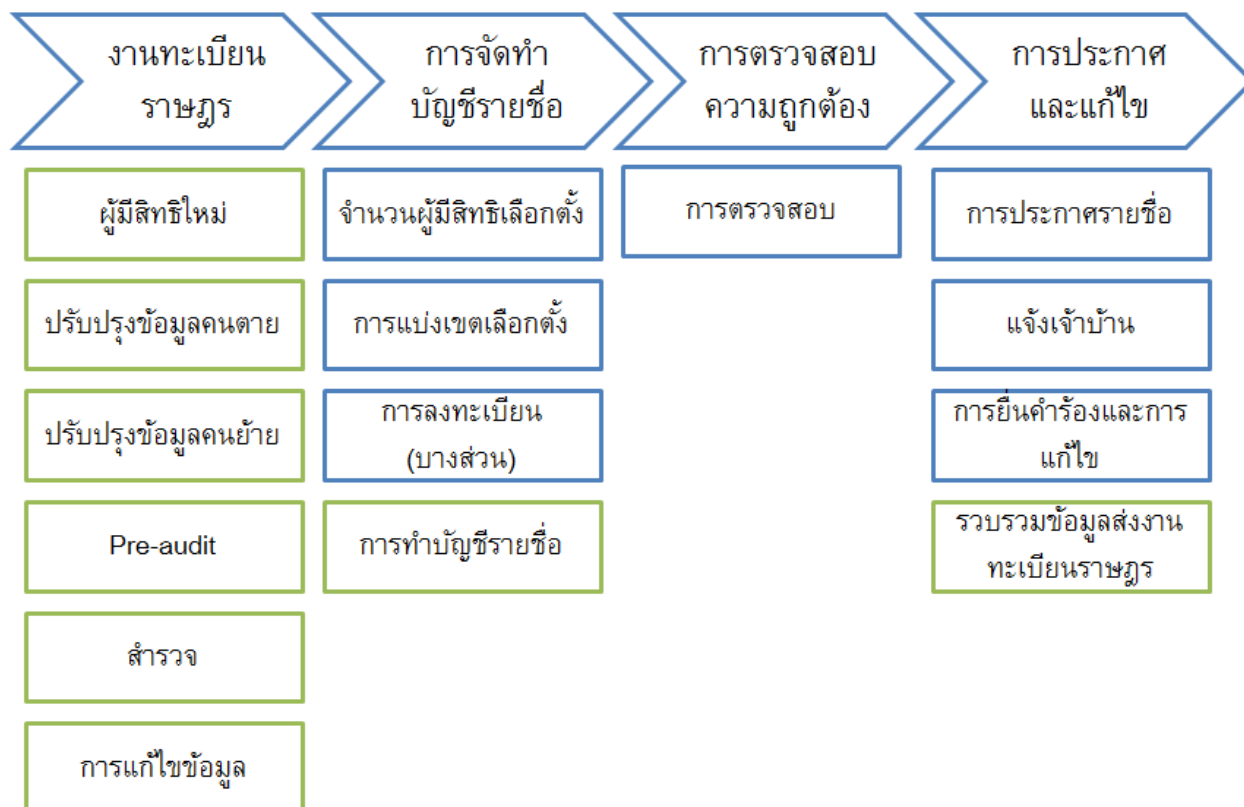 งานทะเบียน
ราษฎร
การจัดทำ
บัญชีรายชื่อ
การตรวจสอบ
ความถูกต้อง
การประกาศ
และแก้ไข
ผู้มีสิทธิใหม่
ปรับปรุงข้อมูลคนตาย
ปรับปรุงข้อมูลคนย้าย
Pre-audit
สำรวจ
การแก้ไขข้อมูล
จำนวนผู้มีสิทธิเลือกตั้ง
การแบ่งเขตเลือกตั้ง
การลงทะเบียน
(บางส่วน)
การทำบัญชีรายชื่อ
การตรวจสอบ
การประกาศรายชื่อ
แจ้งเจ้าบ้าน
การยื่นคำร้องและการ
แก้ไข
รวบรวมข้อมูลส่งงาน
ทะเบียนราษฎร